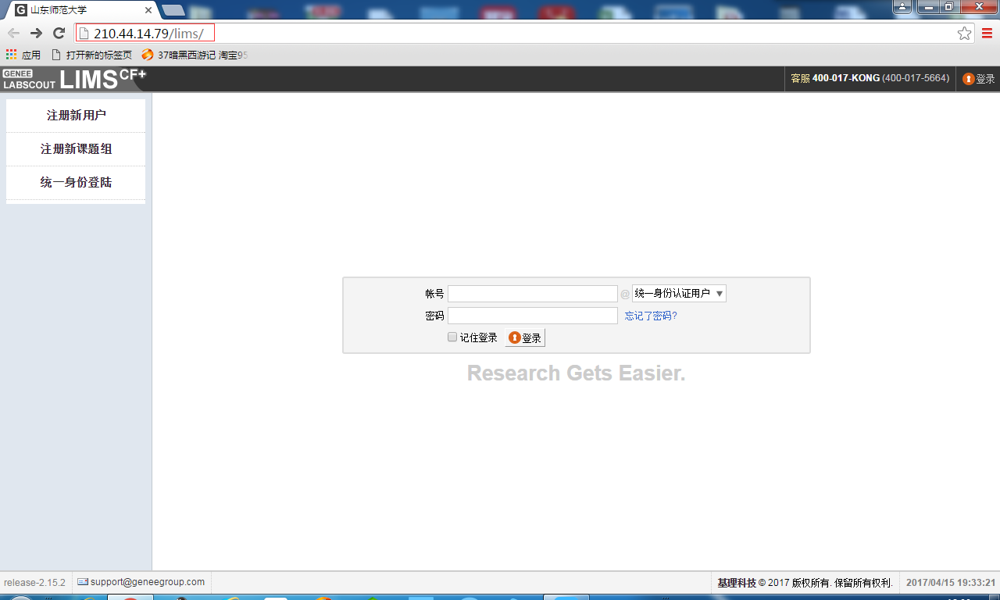 山东师范大学
210.44.14.79/lims/
应用 打开新的标签页 37暗黑西游记 淘宝95
GENEE
LABSCOUT LIMS CF+
客服 400-017-KONG (400-017-5664) 登录
注册新用户
注册新课题组
统一身份登陆
帐号 @ 统一身份认证用户
密码 忘记了密码?
记住登录 登录
Research Gets Easier.
release-2.15.2 support@geneegroup.com 基理科技 © 2017 版权所有. 保留所有权利. 2017/04/15 19:33:21